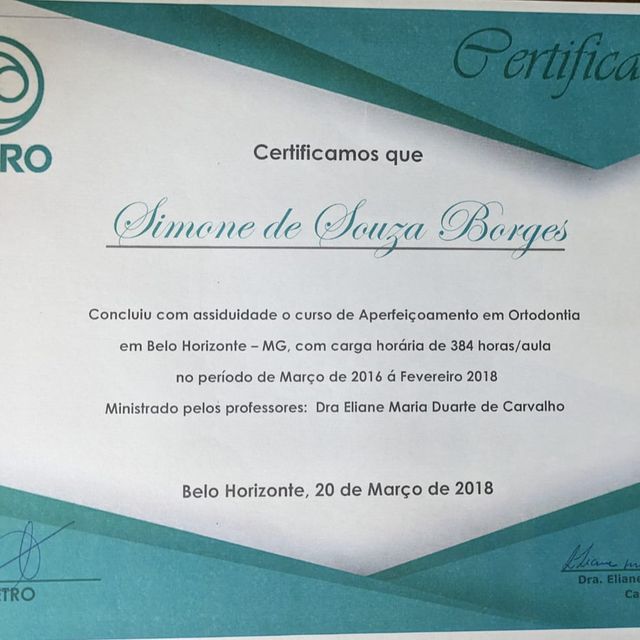 Certifica
RO
Certificamos que
Simone de Souza Borges
Concluiu com assiduidade o curso de Aperfeiçoamento em Ortodontia
em Belo Horizonte – MG, com carga horária de 384 horas/aula
no período de Março de 2016 á Fevereiro 2018
Ministrado pelos professores: Dra Eliane Maria Duarte de Carvalho
Belo Horizonte, 20 de Março de 2018
ETRO
Eliane
Dra. Eliane
Ca